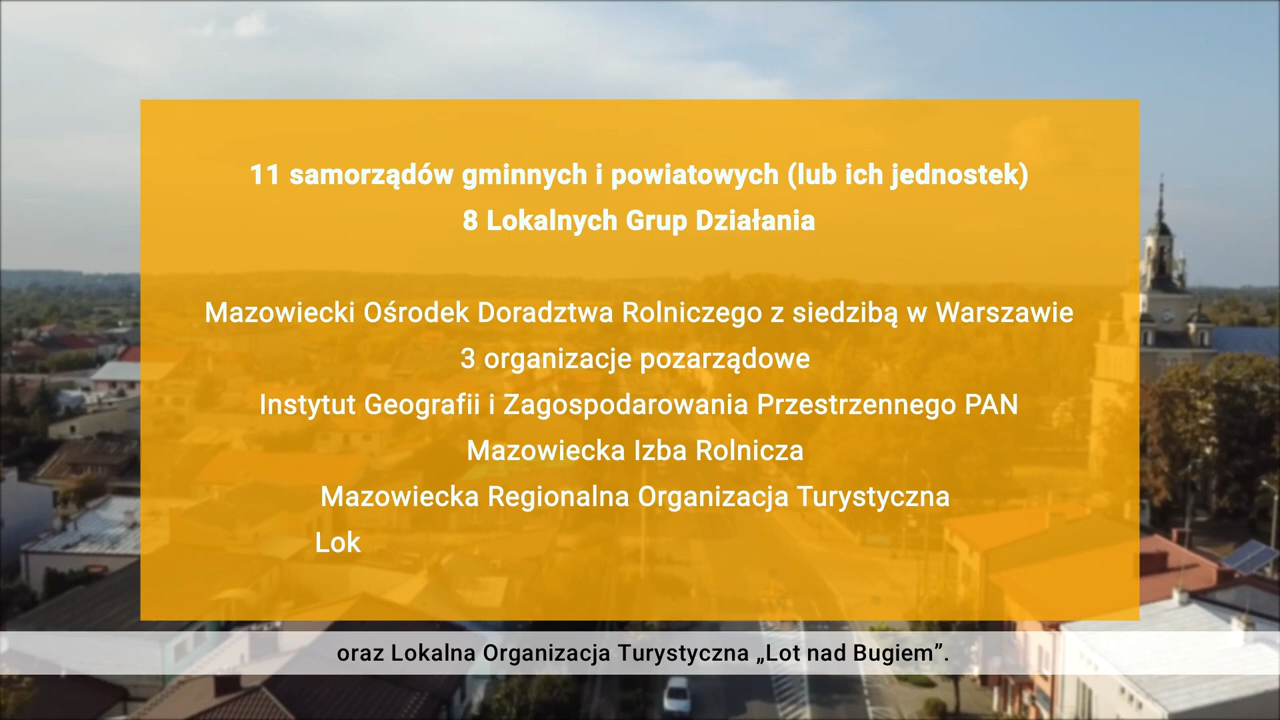 11 samorządów gminnych i powiatowych (lub ich jednostek)
8 Lokalnych Grup Działania
Mazowiecki Ośrodek Doradztwa Rolniczego z siedzibą w Warszawie
3 organizacje pozarządowe
Instytut Geografii i Zagospodarowania Przestrzennego PAN
Mazowiecka Izba Rolnicza
Mazowiecka Regionalna Organizacja Turystyczna
Lok
oraz Lokalna Organizacja Turystyczna „Lot nad Bugiem”.